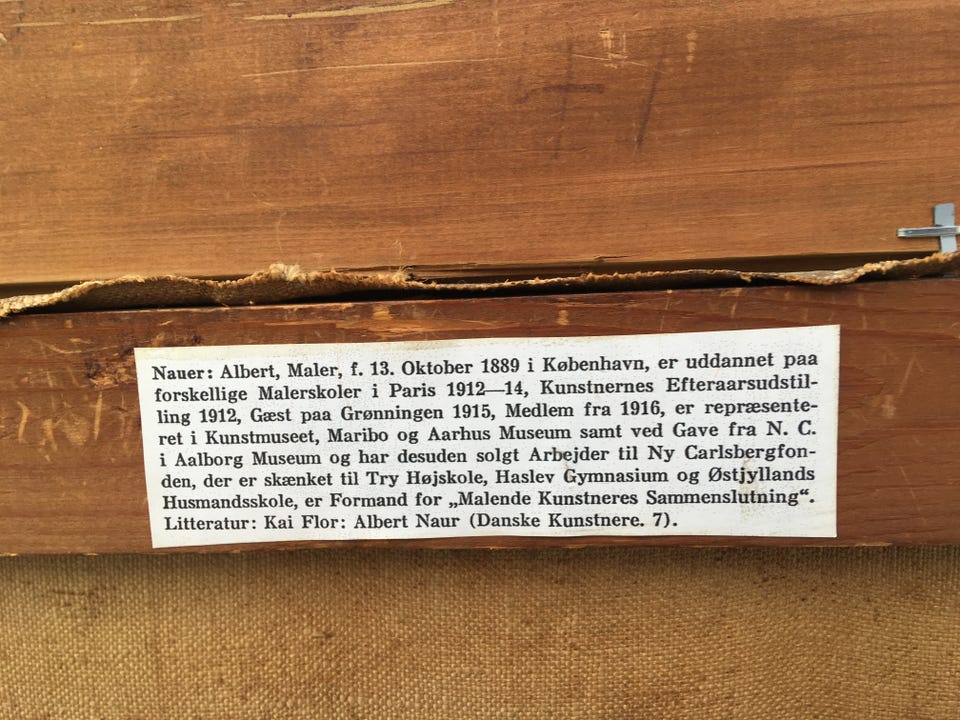 Nauer: Albert, Maler, f. 13. Oktober 1889 i København, er uddannet paa
forskellige Malerskoler i Paris 1912—14, Kunstnernes Efteraarsudstil-
ling 1912, Gæst paa Grønningen 1915, Medlem fra 1916, er repræsente-
ret i Kunstmuseet, Maribo og Aarhus Museum samt ved Gave fra N. C.
i Aalborg Museum og har desuden solgt Arbejder til Ny Carlsbergfon-
den, der er skænket til Try Højskole, Haslev Gymnasium og Østjyllands
Husmandsskole, er Formand for „Malende Kunstneres Sammenslutning“.
Litteratur: Kai Flor: Albert Naur (Danske Kunstnere. 7).